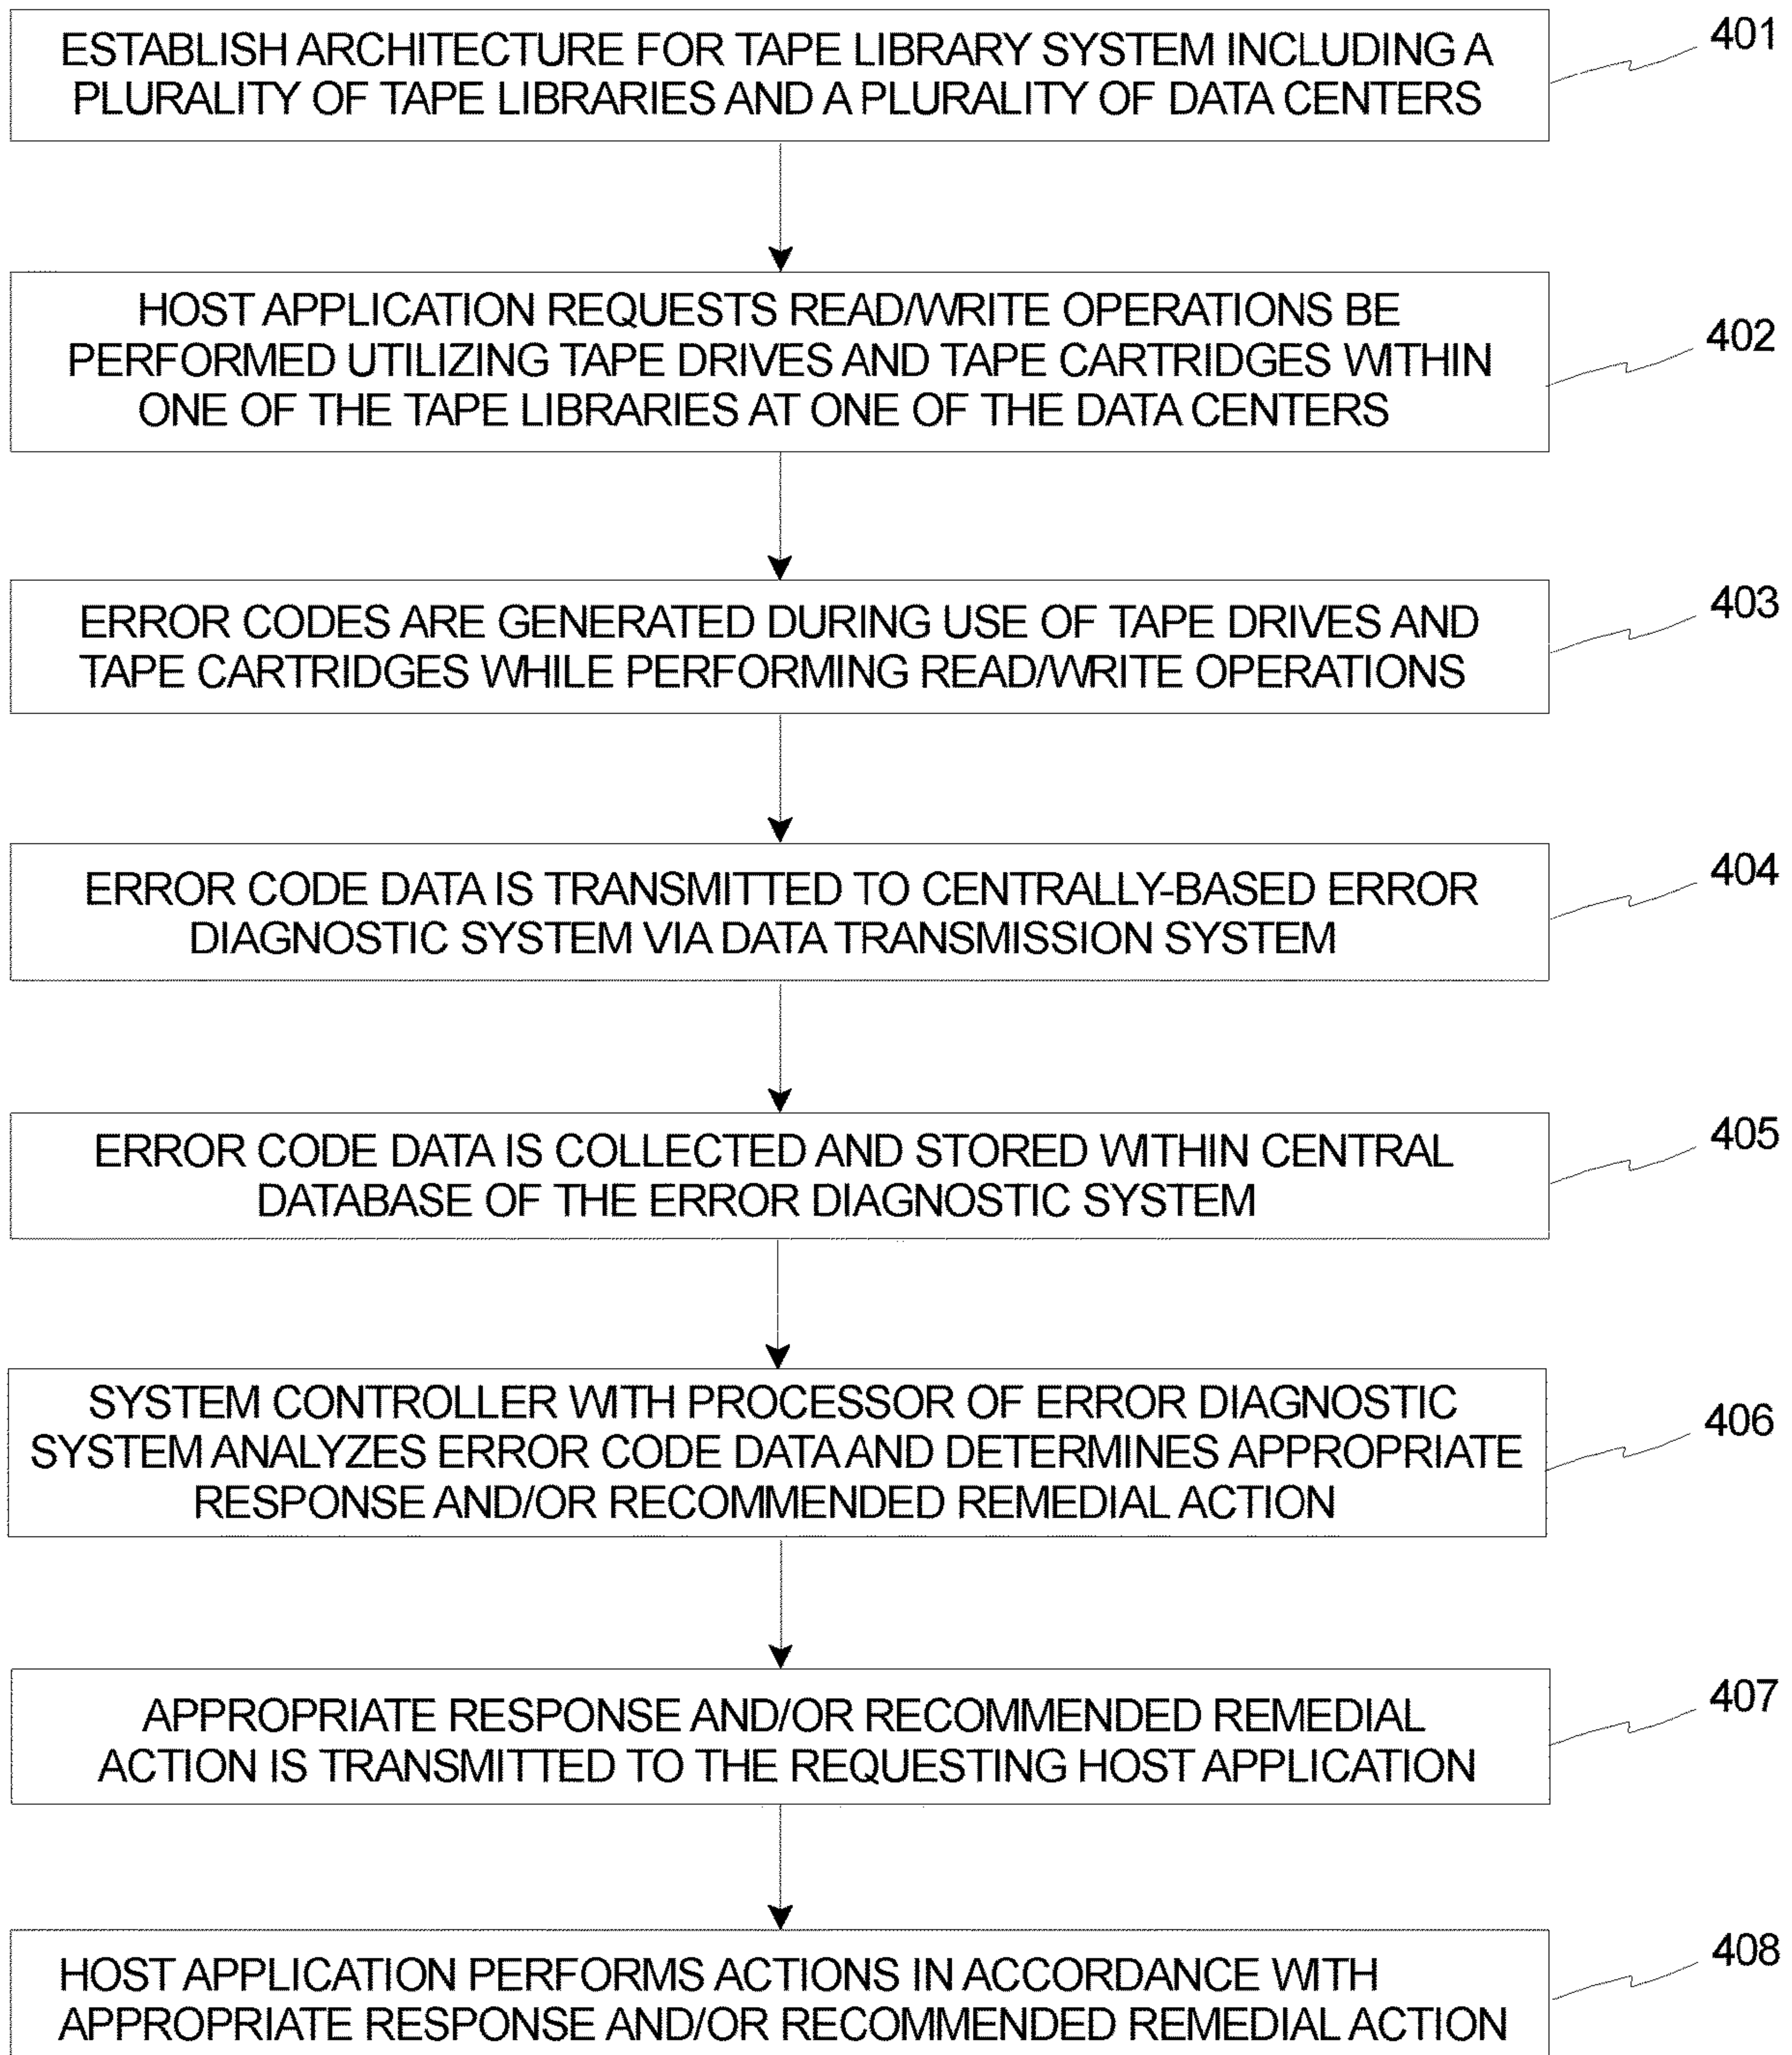 ESTABLISH ARCHITECTURE FOR TAPE LIBRARY SYSTEM INCLUDING A
PLURALITY OF TAPE LIBRARIES AND A PLURALITY OF DATA CENTERS
401
HOST APPLICATION REQUESTS READ/WRITE OPERATIONS BE
PERFORMED UTILIZING TAPE DRIVES AND TAPE CARTRIDGES WITHIN
ONE OF THE TAPE LIBRARIES AT ONE OF THE DATA CENTERS
402
ERROR CODES ARE GENERATED DURING USE OF TAPE DRIVES AND
TAPE CARTRIDGES WHILE PERFORMING READ/WRITE OPERATIONS
403
ERROR CODE DATA IS TRANSMITTED TO CENTRALLY-BASED ERROR
DIAGNOSTIC SYSTEM VIA DATA TRANSMISSION SYSTEM
404
ERROR CODE DATA IS COLLECTED AND STORED WITHIN CENTRAL
DATABASE OF THE ERROR DIAGNOSTIC SYSTEM
405
SYSTEM CONTROLLER WITH PROCESSOR OF ERROR DIAGNOSTIC
SYSTEM ANALYZES ERROR CODE DATA AND DETERMINES APPROPRIATE
RESPONSE AND/OR RECOMMENDED REMEDIAL ACTION
406
APPROPRIATE RESPONSE AND/OR RECOMMENDED REMEDIAL
ACTION IS TRANSMITTED TO THE REQUESTING HOST APPLICATION
407
HOST APPLICATION PERFORMS ACTIONS IN ACCORDANCE WITH
APPROPRIATE RESPONSE AND/OR RECOMMENDED REMEDIAL ACTION
408